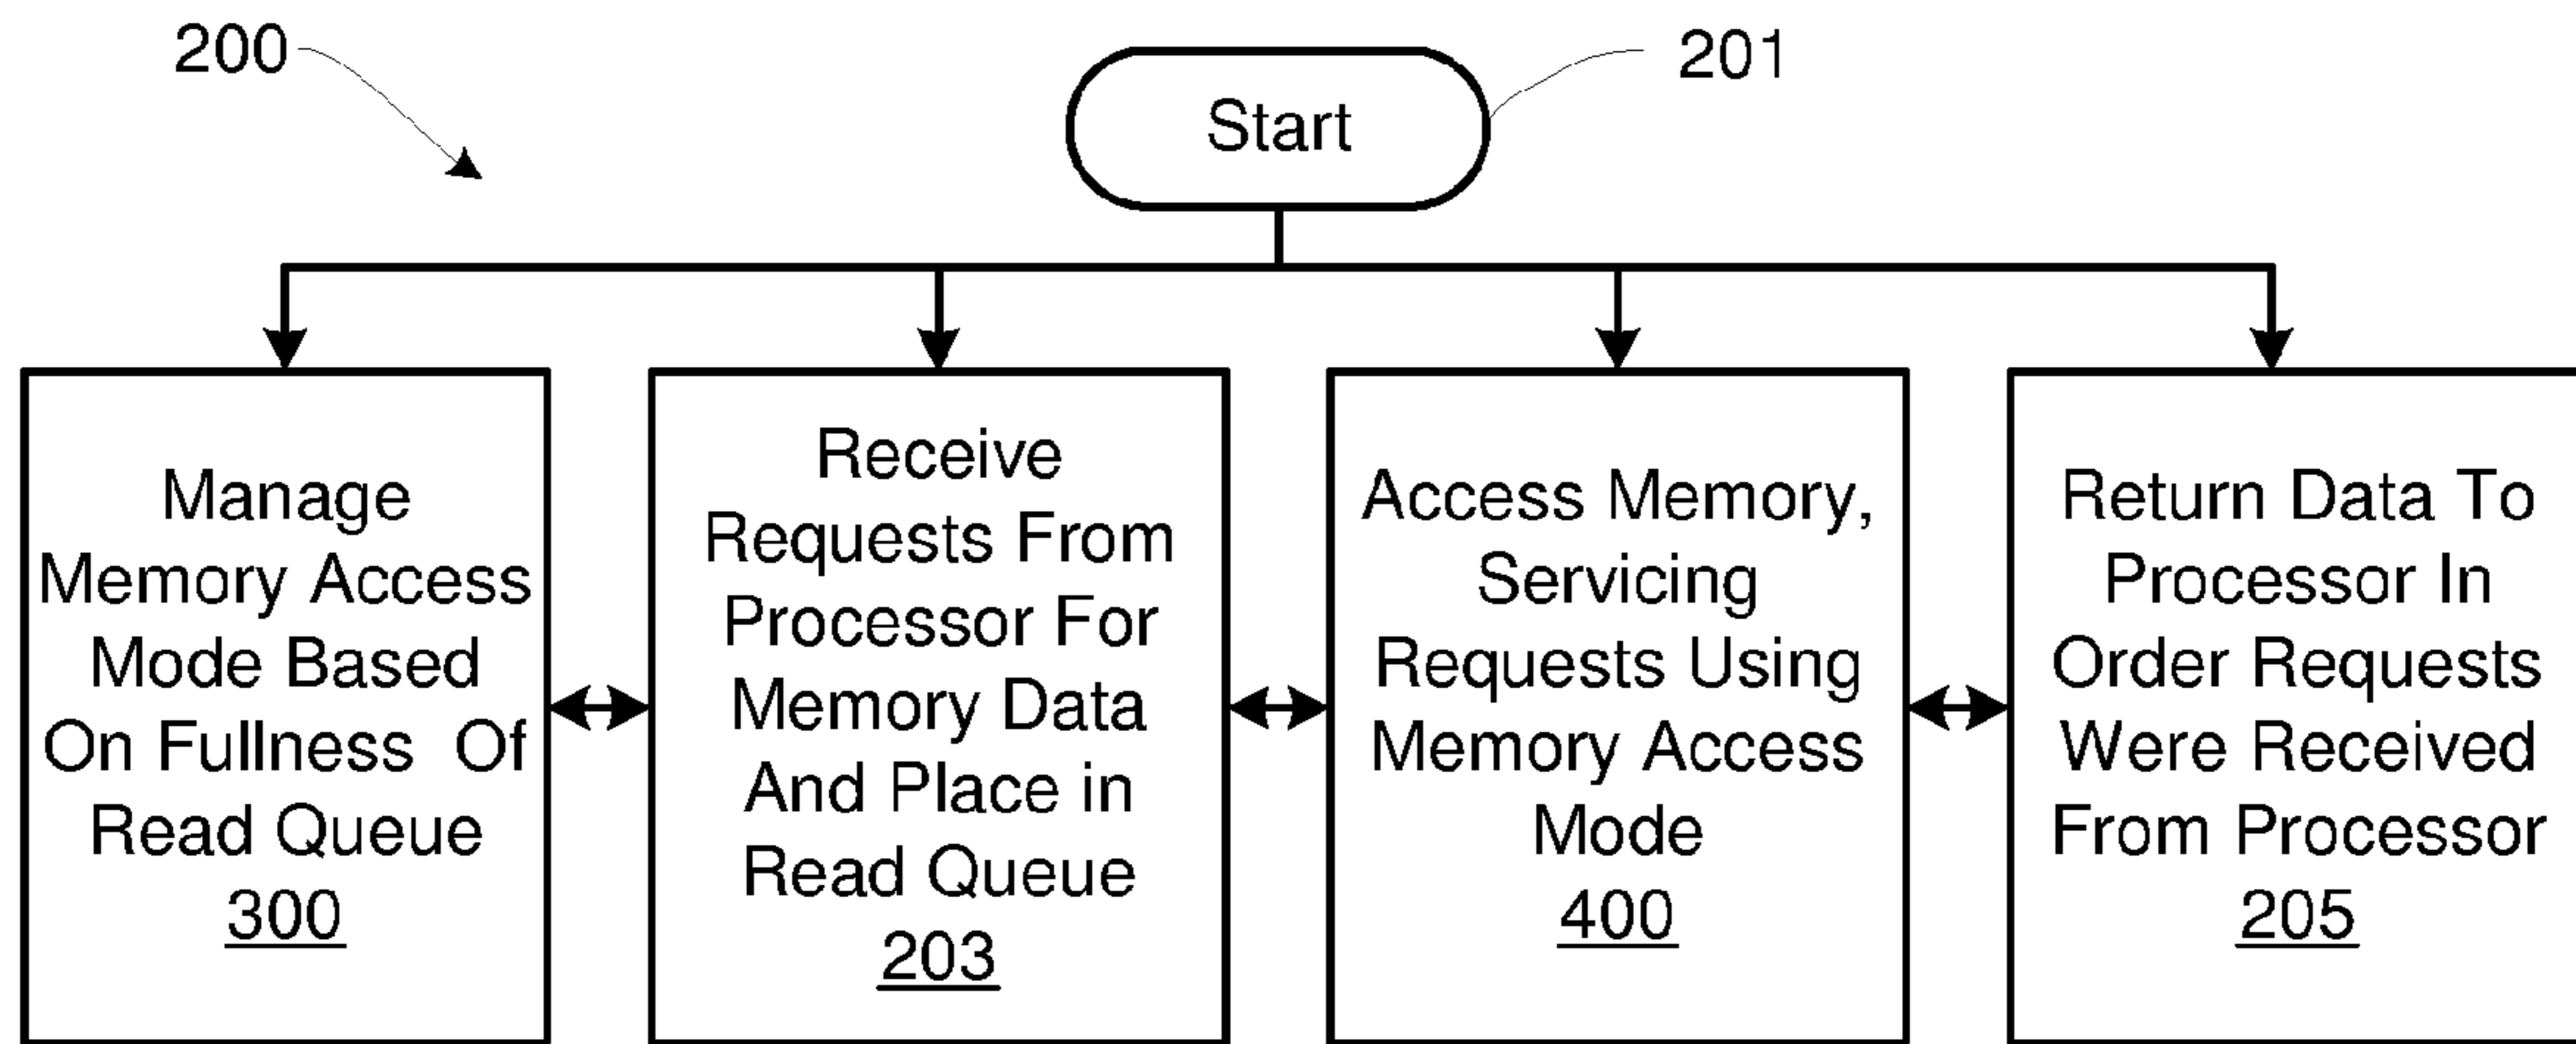 200
201
Start
Manage
Memory Access
Mode Based
On Fullness Of
Read Queue
300
Receive
Requests From
Processor For
Memory Data
And Place in
Read Queue
203
Access Memory,
Servicing
Requests Using
Memory Access
Mode
400
Return Data To
Processor In
Order Requests
Were Received
From Processor
205